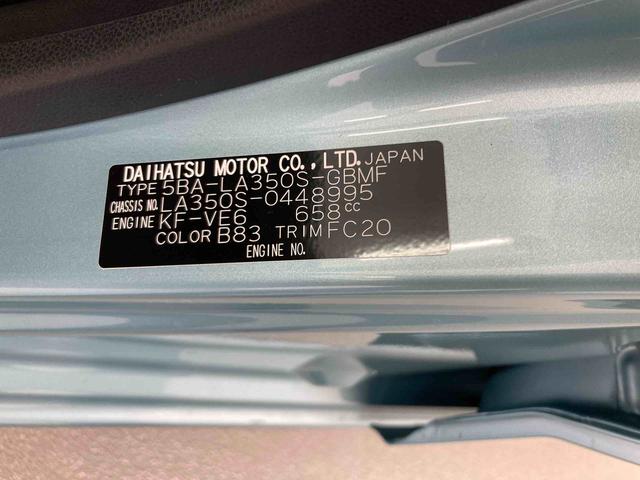 DAIHATSU MOTOR CO., LTD. JAPAN
TYPE 5BA-LA350S-GBMF
CHASSIS NO. LA350S-0448995
ENGINE KF-VE6 658cc
COLOR B83 TRIM FC20
ENGINE NO.